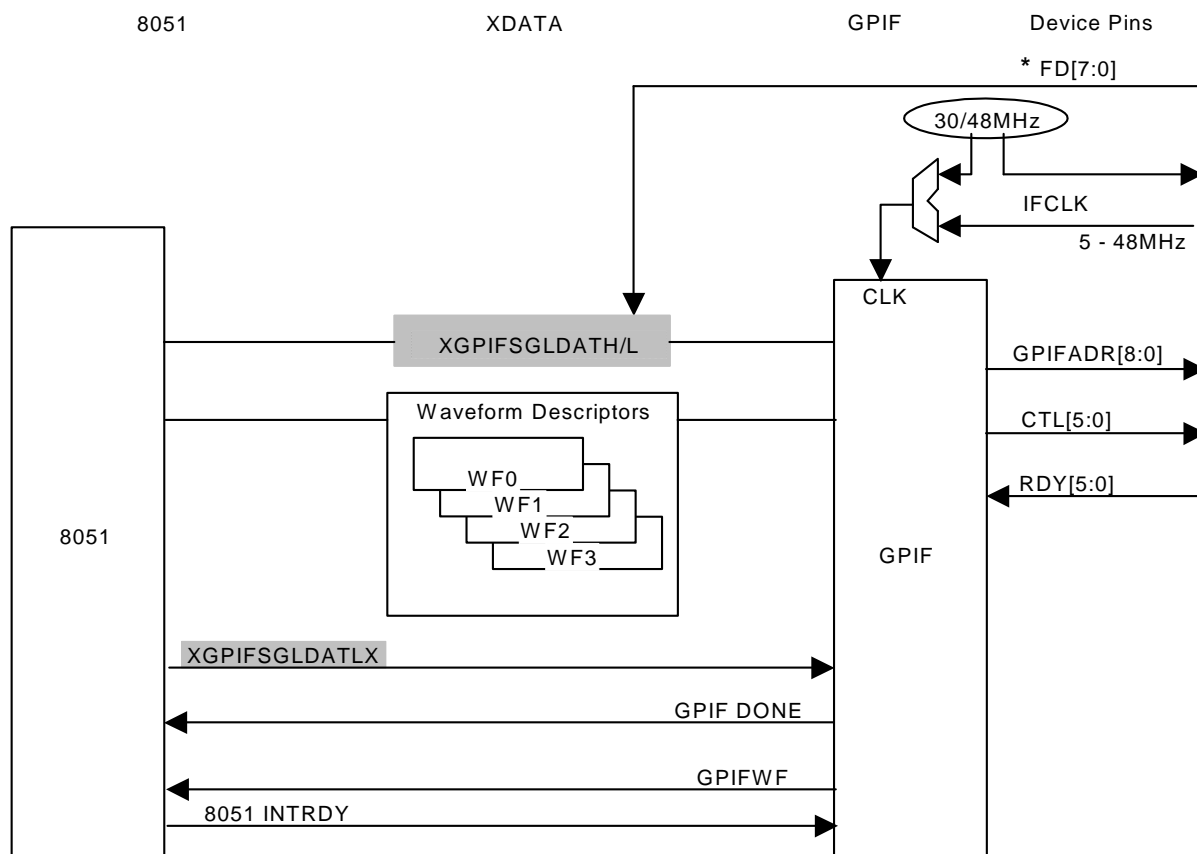 8051 XDATA GPIF Device Pins
* FD[7:0]
30/48MHz
IFCLK
5 - 48MHz
CLK
XGPIFSGLDATH/L
GPIFADR[8:0]
Waveform Descriptors
CTL[5:0]
WF0
RDY[5:0]
WF1
WF2
8051
WF3
GPIF
XGPIFSGLDATLX
GPIF DONE
GPIFWF
8051 INTRDY